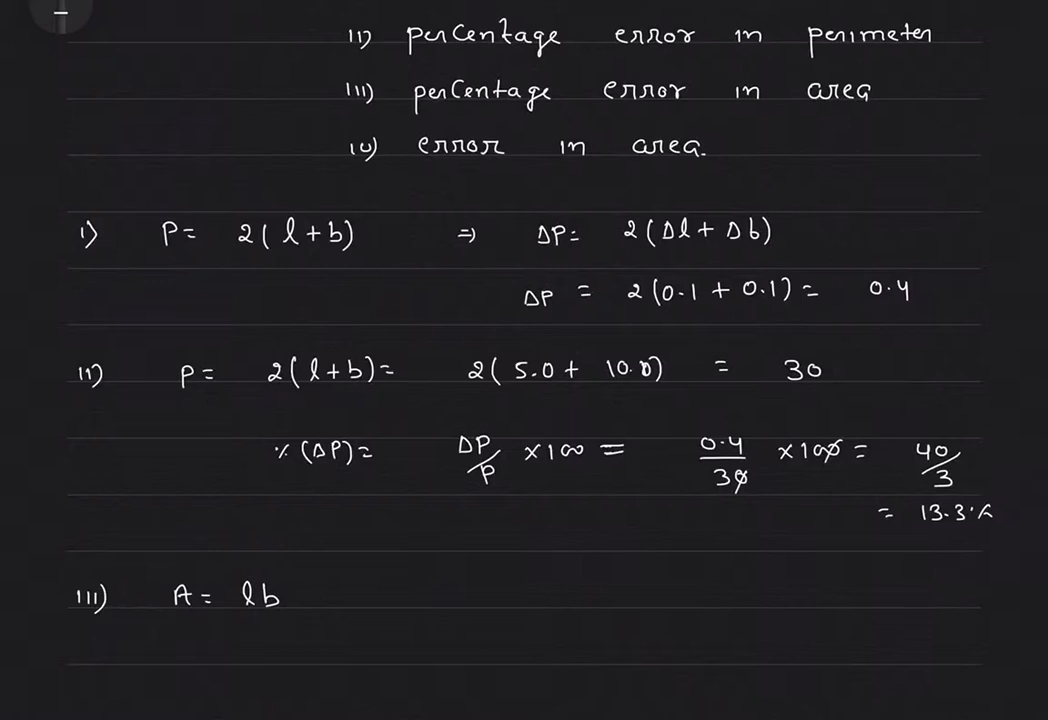 ii) percentage error in perimeter
iii) percentage error in area
iv) error in area.
i) P = 2(l+b) ⇒ ΔP = 2(Δl + Δb)
ΔP = 2(0.1 + 0.1) = 0.4
ii) P = 2(l+b) = 2(5.0 + 10.0) = 30
%(ΔP) = ΔP/P ×100 = 0.4/30 ×100 = 40/3
= 13.3%
iii) A = lb